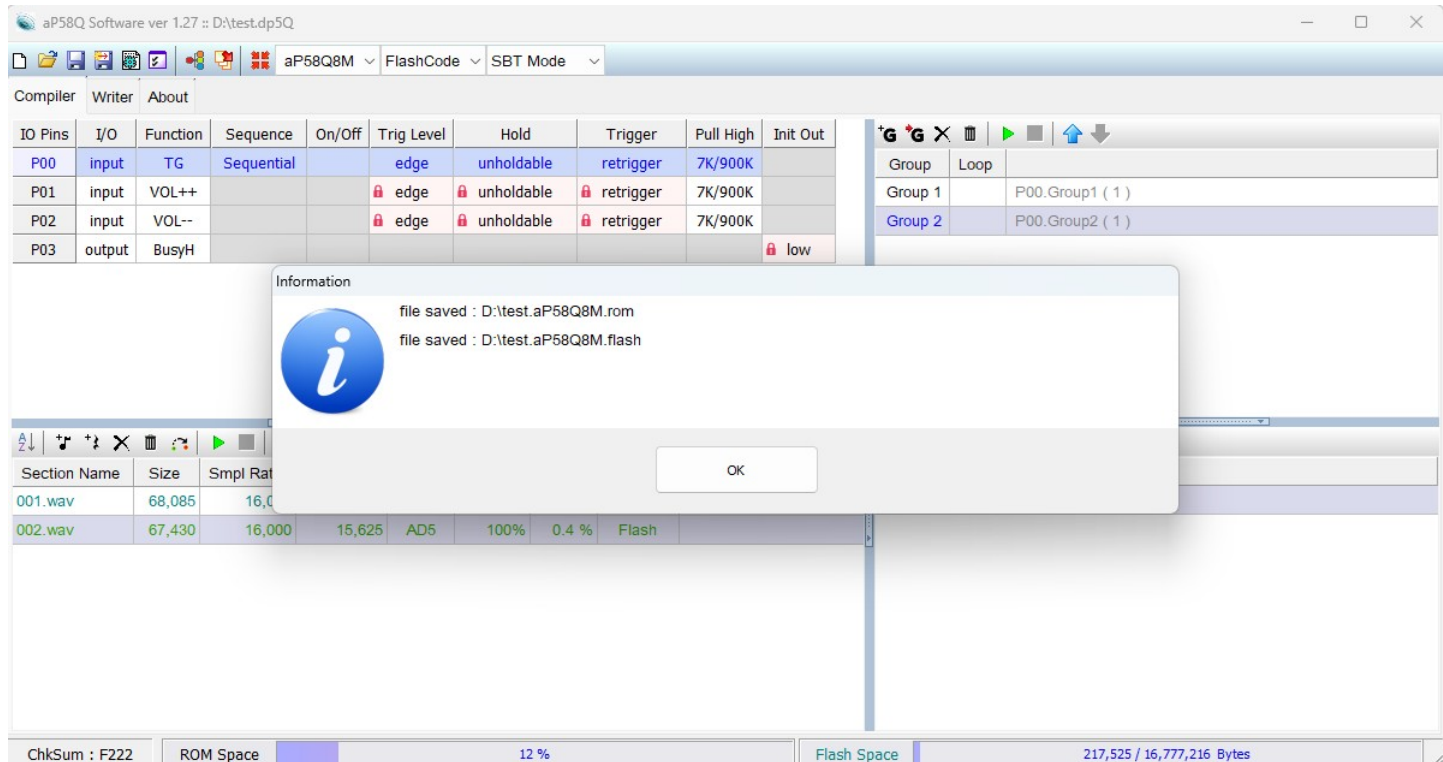 aP58Q Software ver 1.27 :: D:\test.dp5Q
aP58Q8M FlashCode SBT Mode
Compiler Writer About
IO Pins I/O Function Sequence On/Off Trig Level Hold Trigger Pull High Init Out
P00 input TG Sequential edge unholdable retrigger 7K/900K
P01 input VOL++ edge unholdable retrigger 7K/900K
P02 input VOL-- edge unholdable retrigger 7K/900K
P03 output BusyH low
+G +G
Group Loop
Group 1 P00.Group1 ( 1 )
Group 2 P00.Group2 ( 1 )
Information
file saved : D:\test.aP58Q8M.rom
file saved : D:\test.aP58Q8M.flash
OK
Section Name Size Smpl Rat
001.wav 68,085 16,0
002.wav 67,430 16,000 15,625 AD5 100% 0.4 % Flash
ChkSum : F222 ROM Space 12 % Flash Space 217,525 / 16,777,216 Bytes